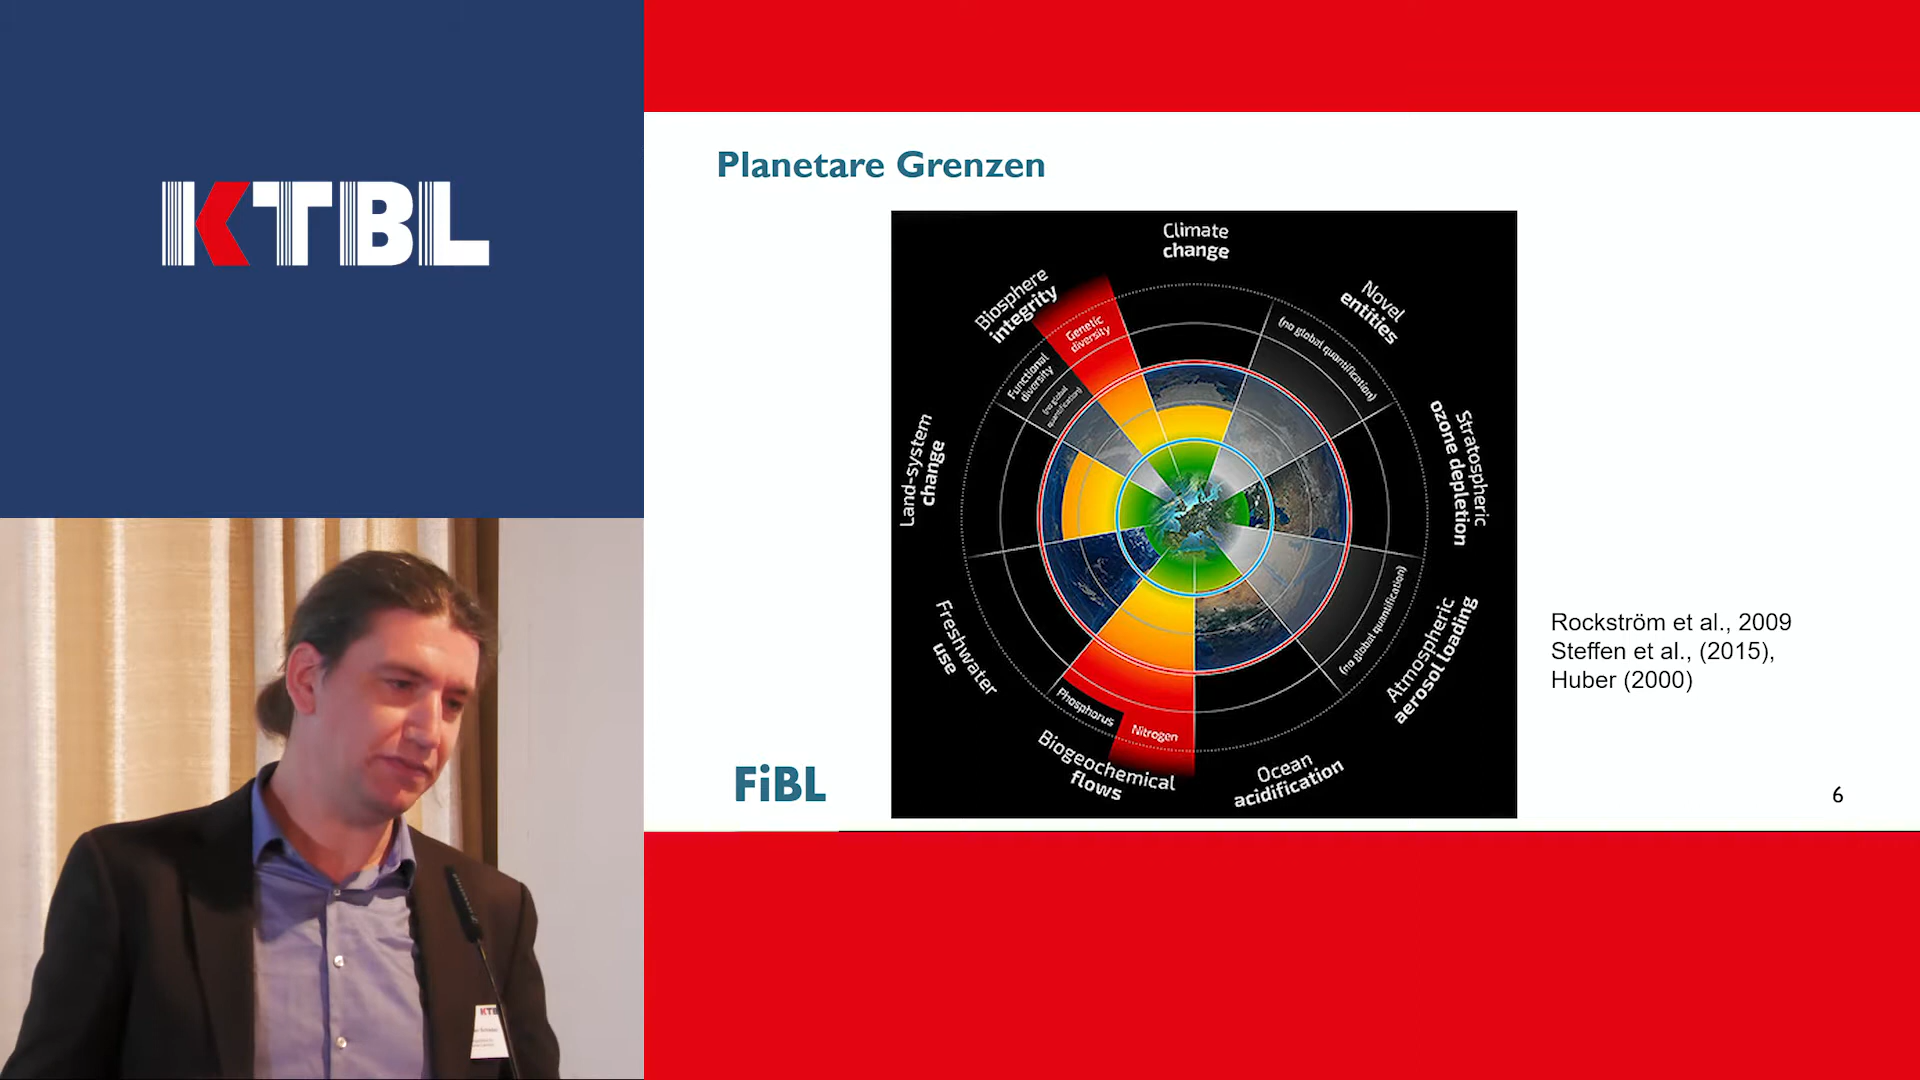 KTBL
Planetare Grenzen
Climate
change
Novel
entities
(no global quantification)
Stratospheric
ozone depletion
Atmospheric
aerosol loading
(no global quantification)
Ocean
acidification
Biogeochemical
flows
Phosphorus
Nitrogen
Freshwater
use
Land-system
change
Biosphere
integrity
Functional
diversity
(no global
quantification)
Genetic
diversity
Rockström et al., 2009
Steffen et al., (2015),
Huber (2000)
FiBL
6